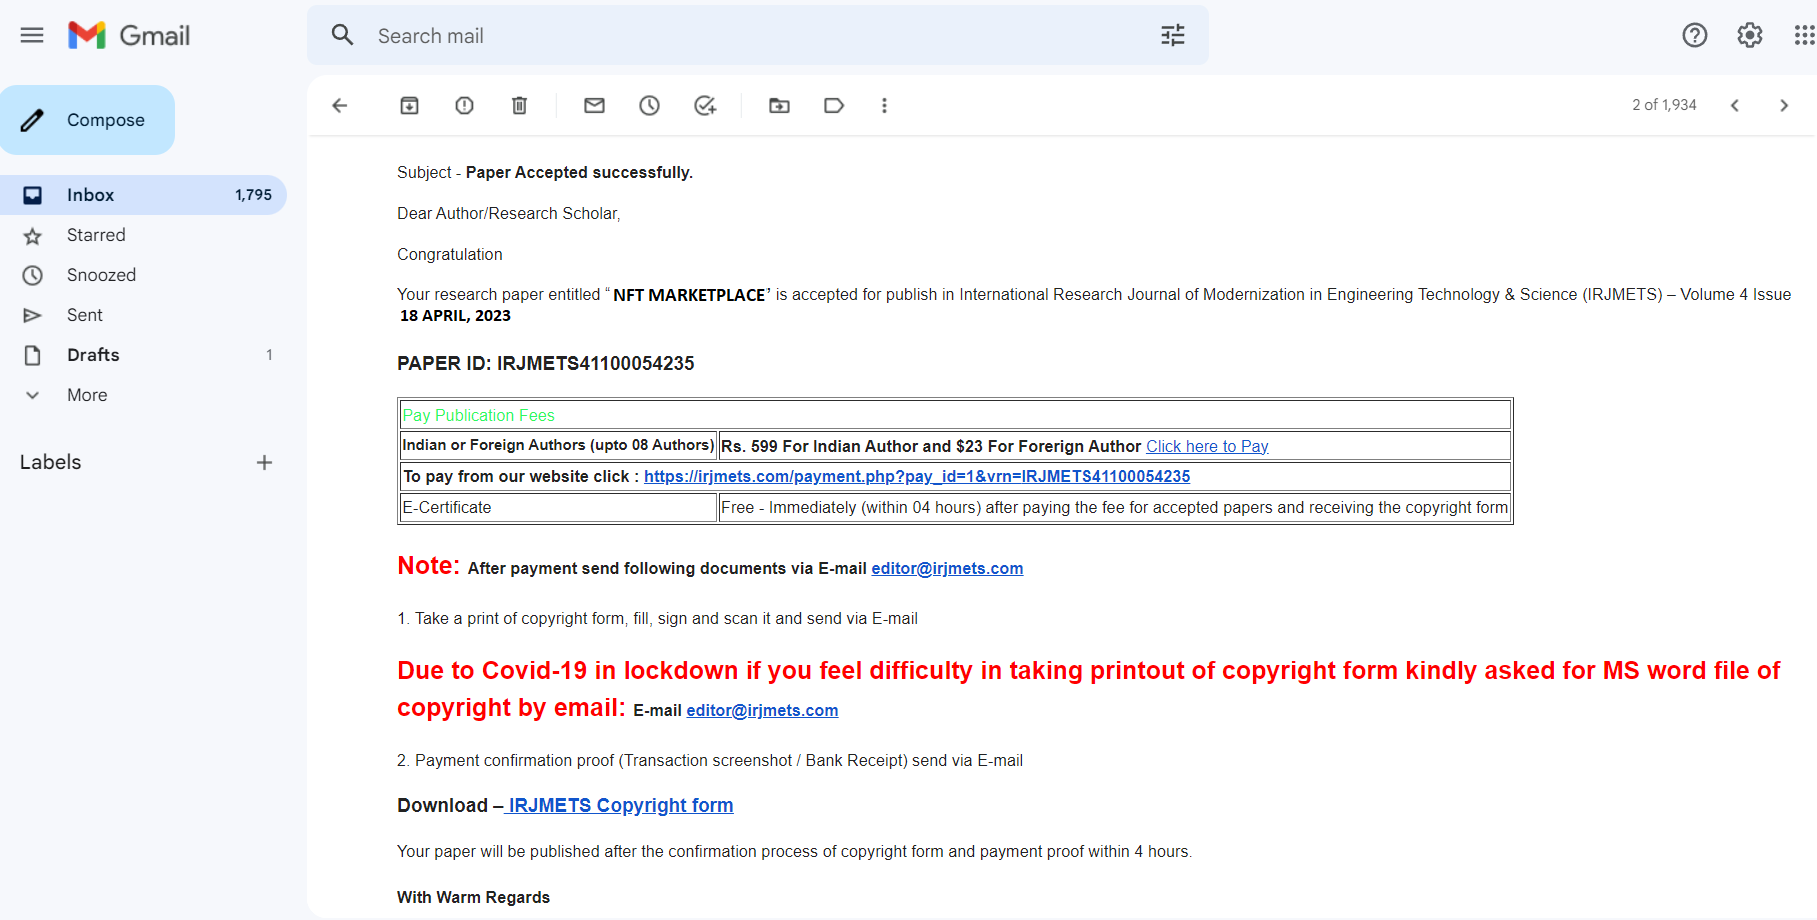 Gmail
Search mail
Compose
2 of 1,934
Inbox 1,795
Starred
Snoozed
Sent
Drafts 1
More
Labels
Subject - Paper Accepted successfully.
Dear Author/Research Scholar,
Congratulation
Your research paper entitled “ NFT MARKETPLACE’ is accepted for publish in International Research Journal of Modernization in Engineering Technology & Science (IRJMETS) – Volume 4 Issue
18 APRIL, 2023
PAPER ID: IRJMETS41100054235
Pay Publication Fees
Indian or Foreign Authors (upto 08 Authors) Rs. 599 For Indian Author and $23 For Forerign Author Click here to Pay
To pay from our website click : https://irjmets.com/payment.php?pay_id=1&vrn=IRJMETS41100054235
E-Certificate Free - Immediately (within 04 hours) after paying the fee for accepted papers and receiving the copyright form
Note: After payment send following documents via E-mail editor@irjmets.com
1. Take a print of copyright form, fill, sign and scan it and send via E-mail
Due to Covid-19 in lockdown if you feel difficulty in taking printout of copyright form kindly asked for MS word file of
copyright by email: E-mail editor@irjmets.com
2. Payment confirmation proof (Transaction screenshot / Bank Receipt) send via E-mail
Download – IRJMETS Copyright form
Your paper will be published after the confirmation process of copyright form and payment proof within 4 hours.
With Warm Regards